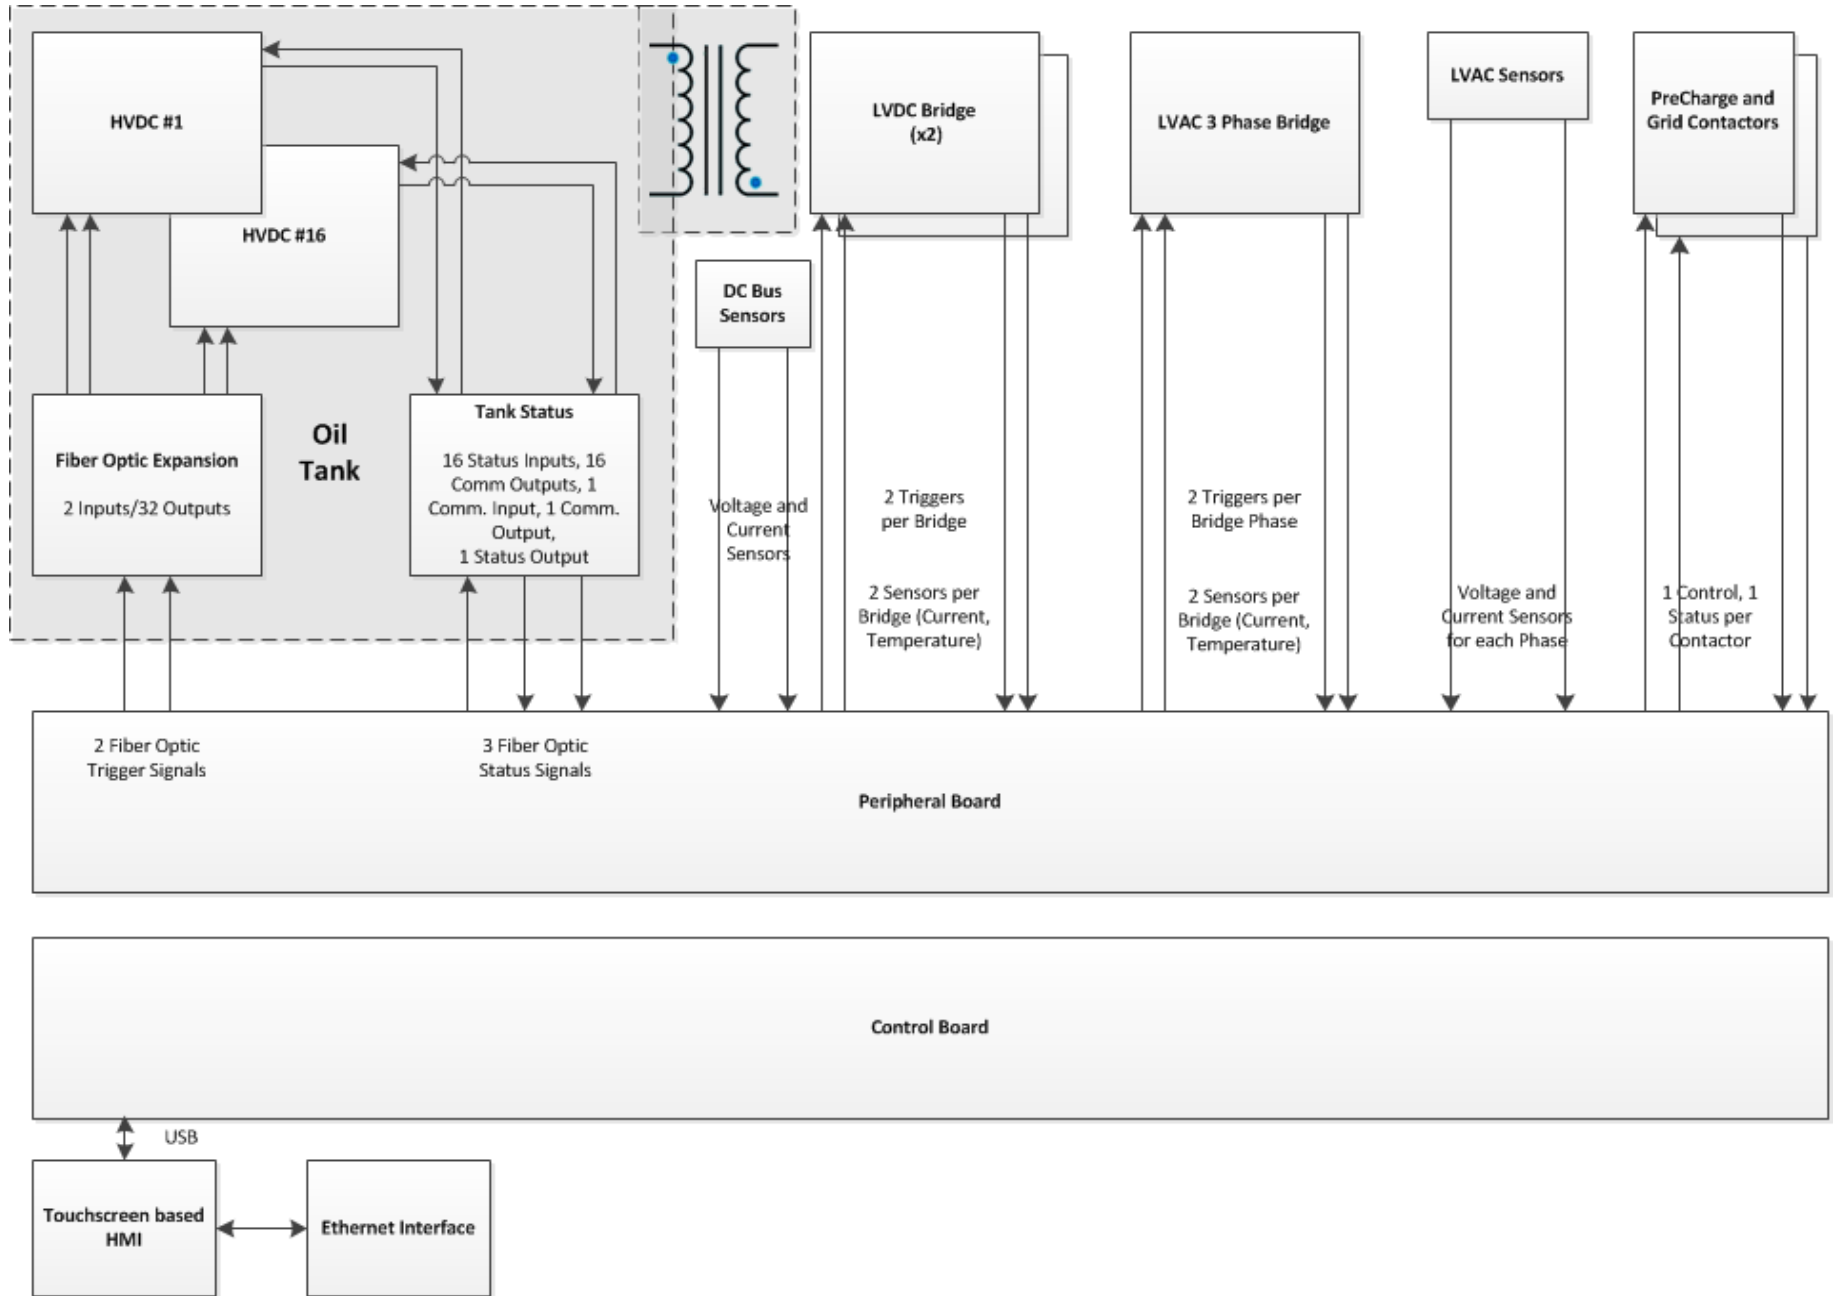 HVDC #1
HVDC #16
LVDC Bridge
(x2)
LVAC 3 Phase Bridge
LVAC Sensors
PreCharge and
Grid Contactors
DC Bus
Sensors
Fiber Optic Expansion
2 Inputs/32 Outputs
Oil
Tank
Tank Status
16 Status Inputs, 16
Comm Outputs, 1
Comm. Input, 1 Comm.
Output,
1 Status Output
Voltage and
Current
Sensors
2 Triggers
per Bridge
2 Sensors per
Bridge (Current,
Temperature)
2 Triggers per
Bridge Phase
2 Sensors per
Bridge (Current,
Temperature)
Voltage and
Current Sensors
for each Phase
1 Control, 1
Status per
Contactor
2 Fiber Optic
Trigger Signals
3 Fiber Optic
Status Signals
Peripheral Board
Control Board
USB
Touchscreen based
HMI
Ethernet Interface